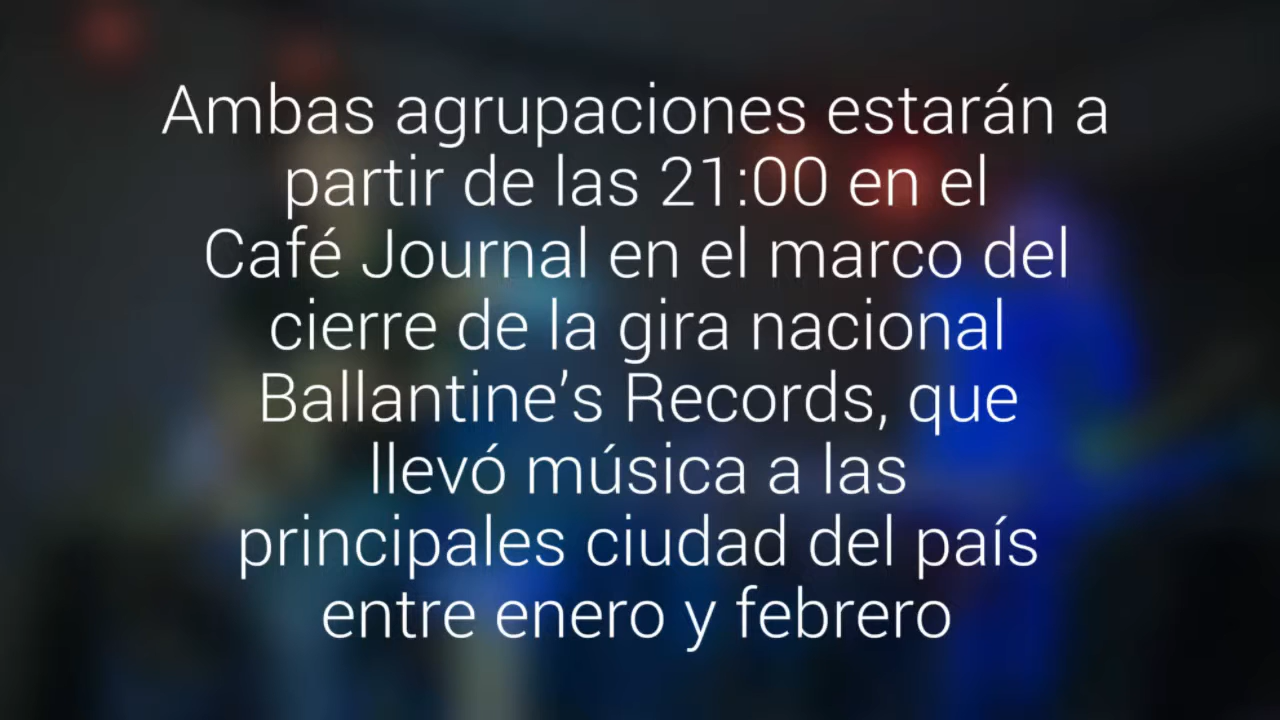 Ambas agrupaciones estarán a
partir de las 21:00 en el
Café Journal en el marco del
cierre de la gira nacional
Ballantine’s Records, que
llevó música a las
principales ciudad del país
entre enero y febrero